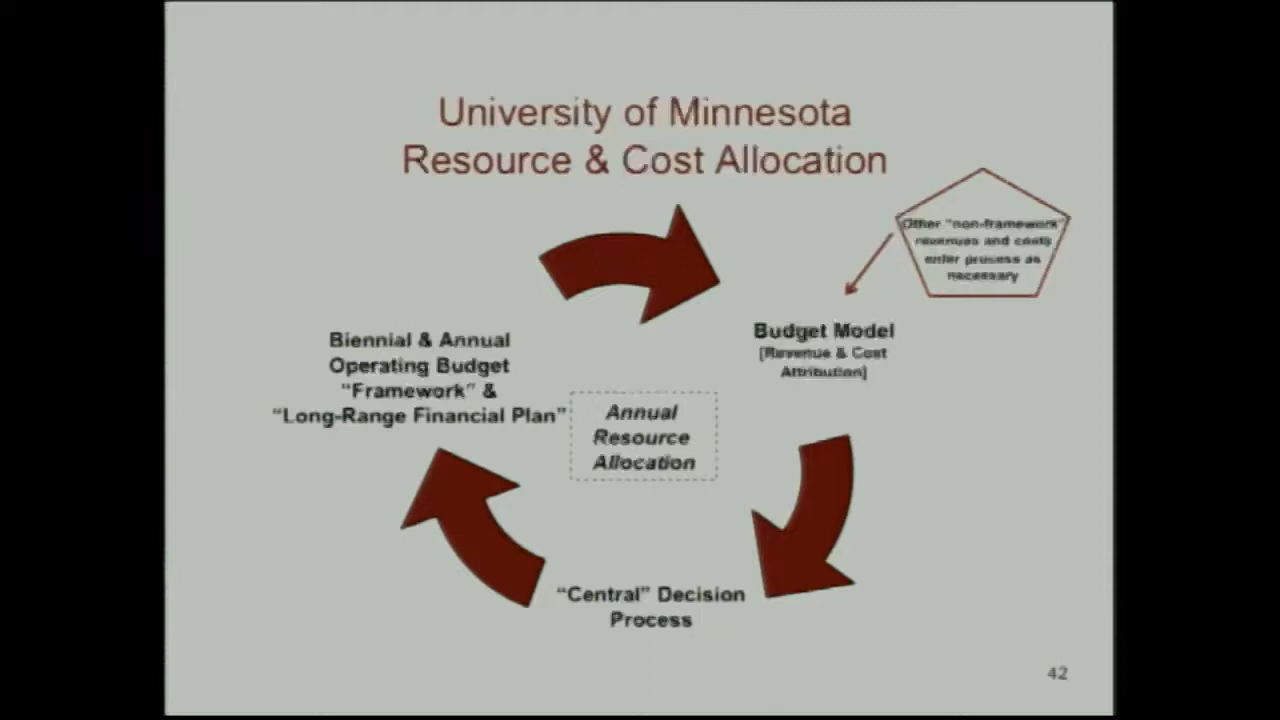 University of Minnesota
Resource & Cost Allocation
Other "non-framework"
revenues and costs
enter process as
necessary
Biennial & Annual
Operating Budget
“Framework” &
“Long-Range Financial Plan”
Budget Model
[Revenue & Cost
Attribution]
Annual
Resource
Allocation
“Central” Decision
Process
42